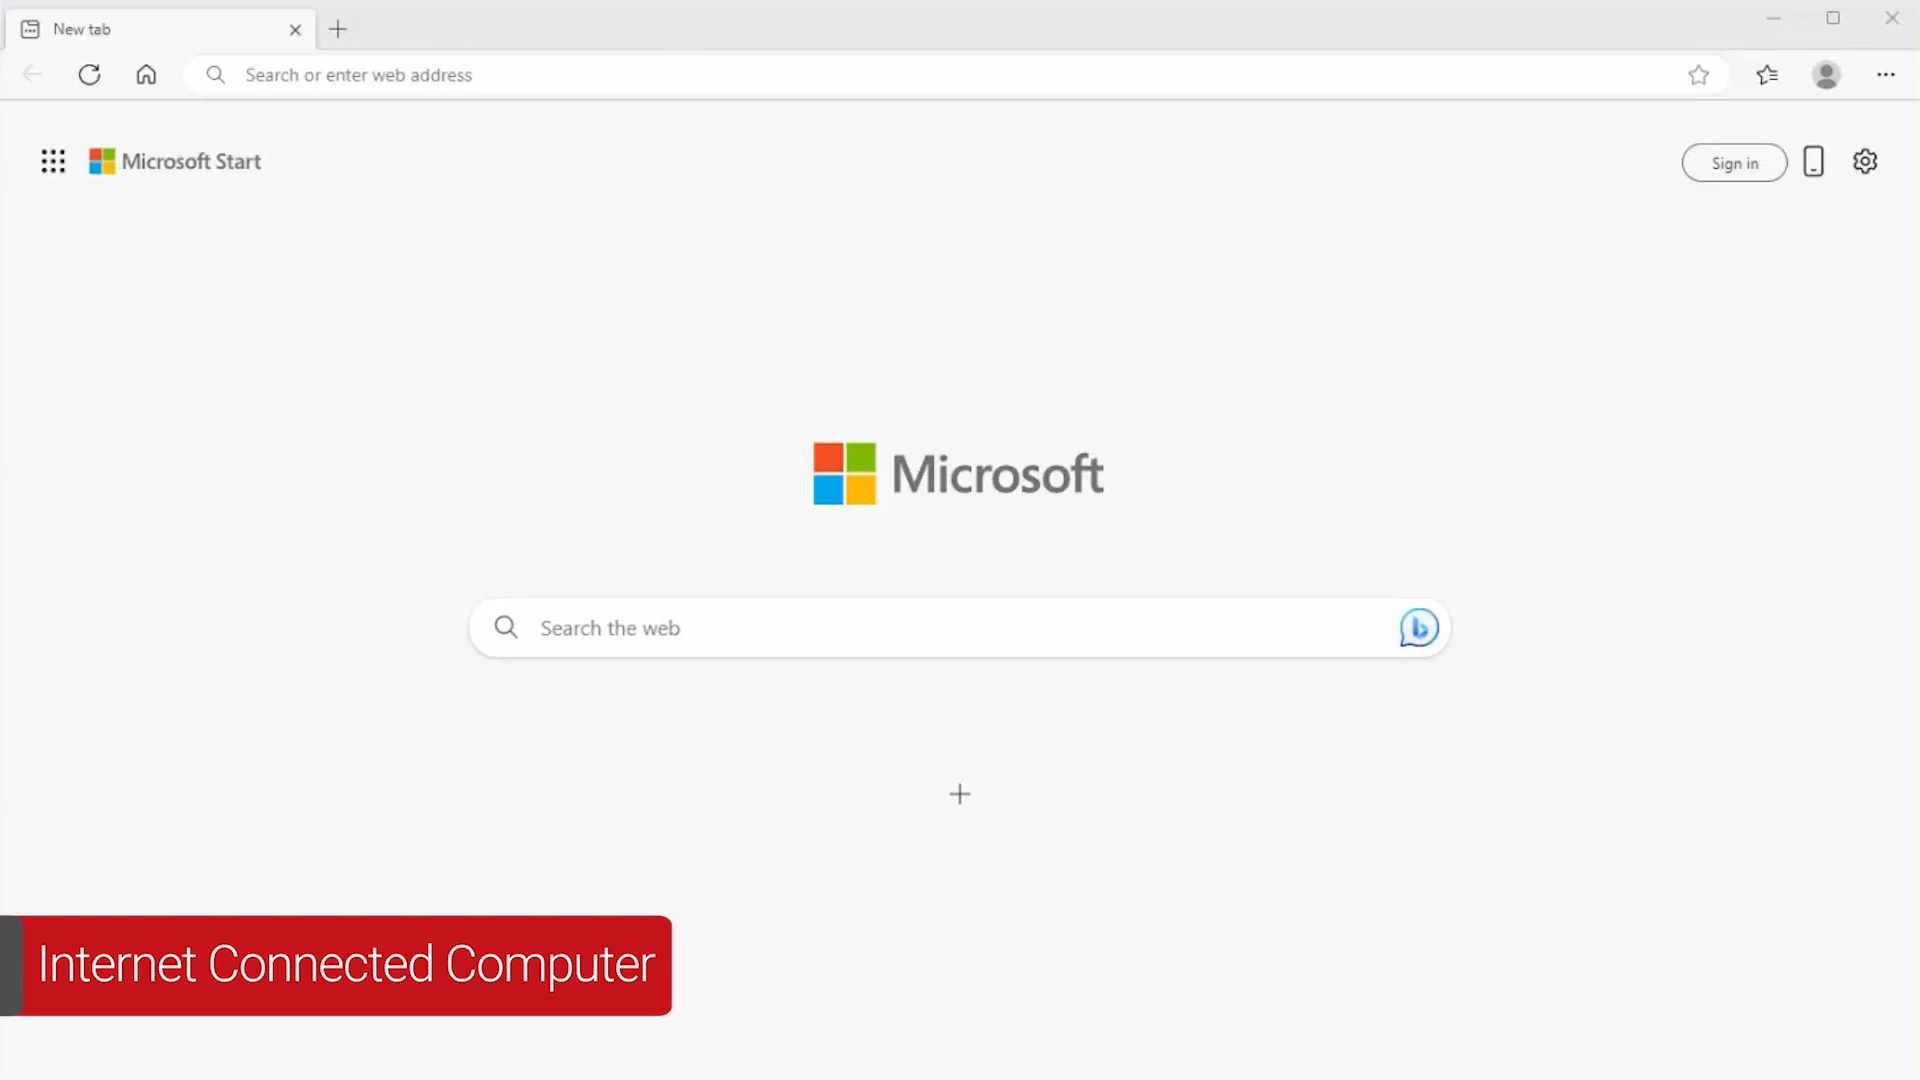 New tab
Search or enter web address
Microsoft Start
Sign in
Microsoft
Search the web
Internet Connected Computer